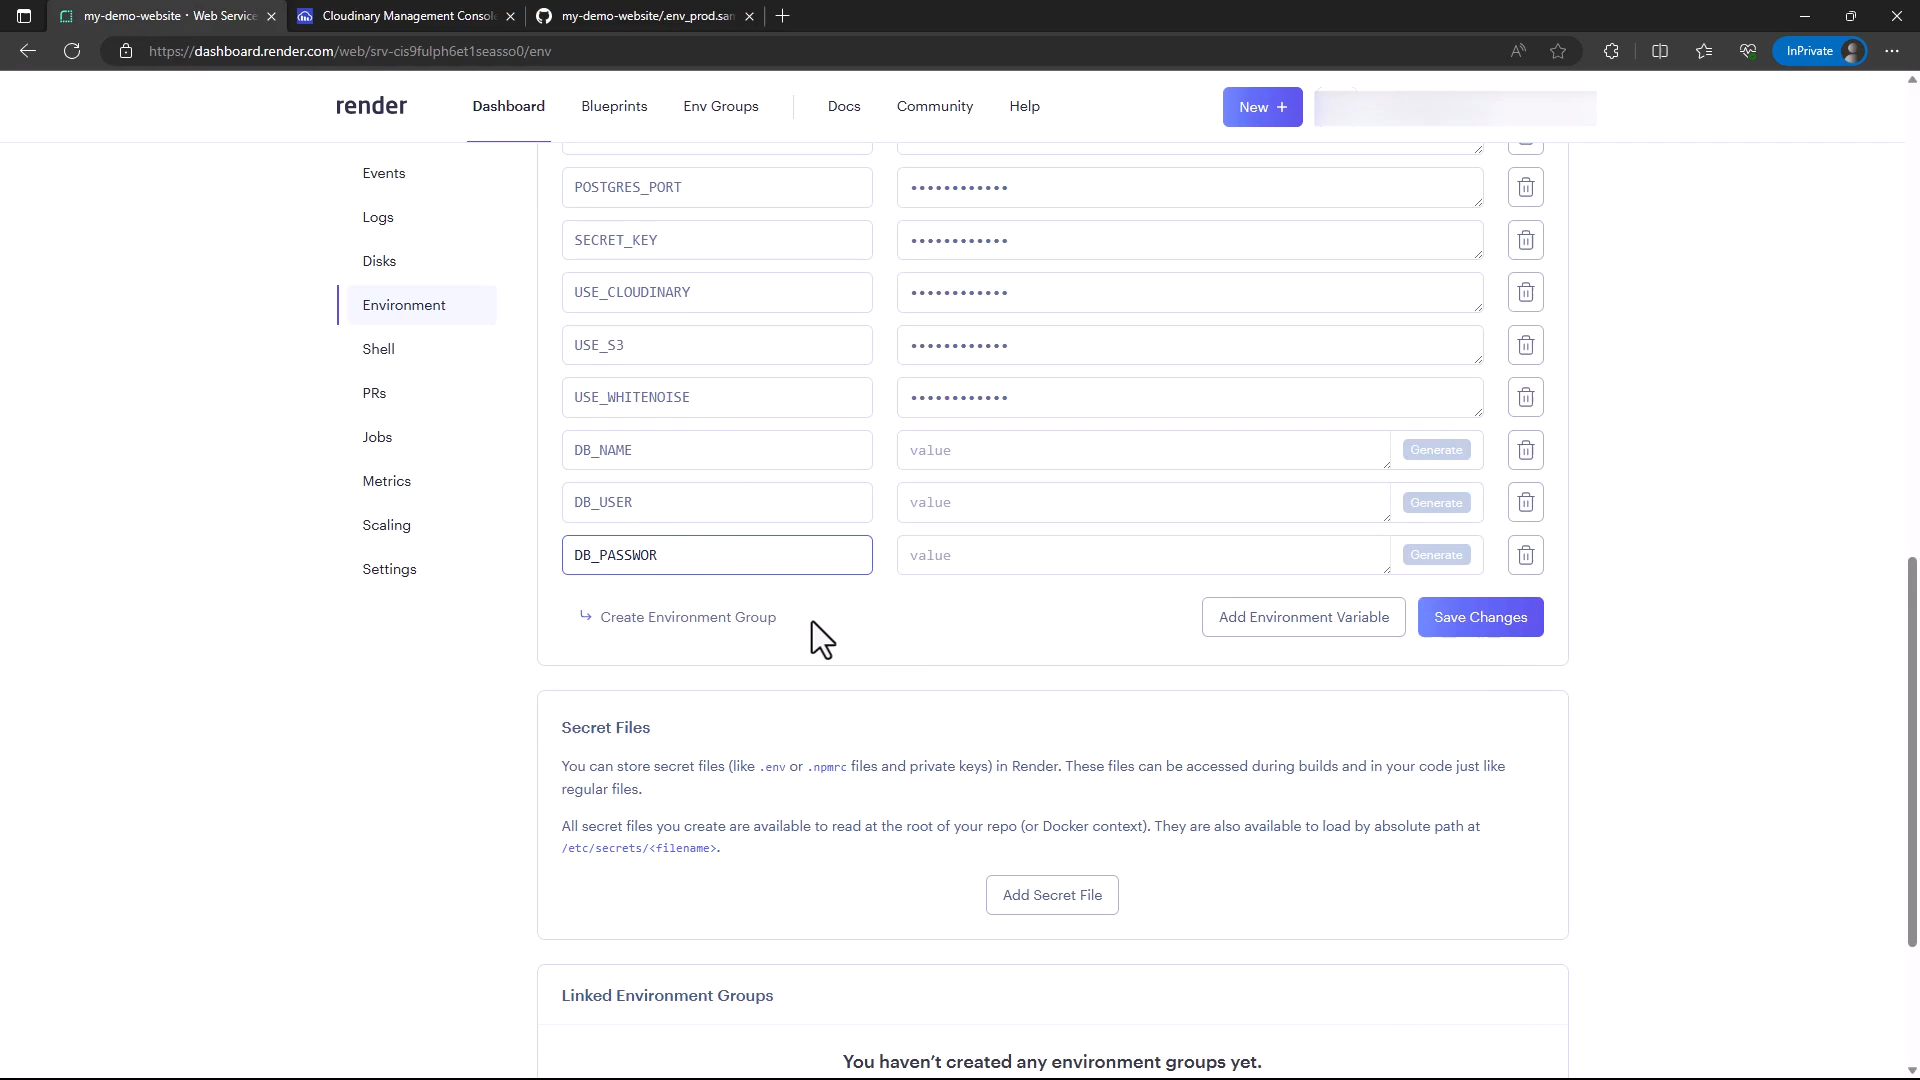 my-demo-website · Web Service
Cloudinary Management Console
my-demo-website/.env_prod.sam
https://dashboard.render.com/web/srv-cis9fulph6et1seasso0/env
InPrivate
render
Dashboard
Blueprints
Env Groups
Docs
Community
Help
New +
Events
Logs
Disks
Environment
Shell
PRs
Jobs
Metrics
Scaling
Settings
POSTGRES_PORT ••••••••••••
SECRET_KEY ••••••••••••
USE_CLOUDINARY ••••••••••••
USE_S3 ••••••••••••
USE_WHITENOISE ••••••••••••
DB_NAME value Generate
DB_USER value Generate
DB_PASSWOR value Generate
Create Environment Group
Add Environment Variable
Save Changes
Secret Files
You can store secret files (like .env or .npmrc files and private keys) in Render. These files can be accessed during builds and in your code just like
regular files.
All secret files you create are available to read at the root of your repo (or Docker context). They are also available to load by absolute path at
/etc/secrets/<filename>.
Add Secret File
Linked Environment Groups
You haven't created any environment groups yet.